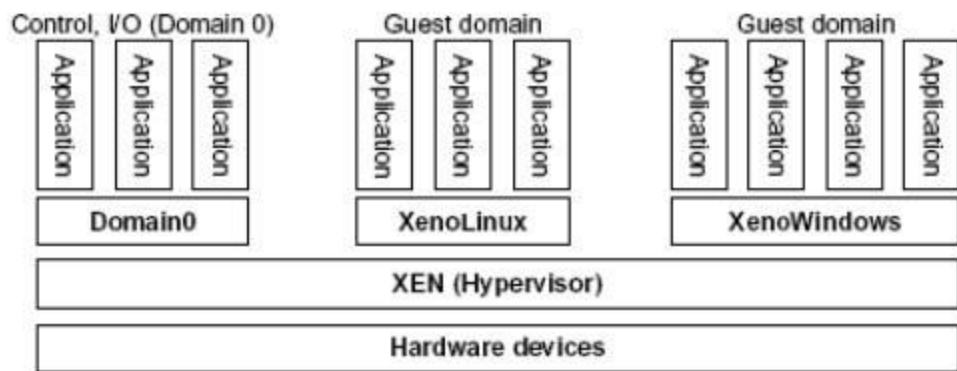 Control, I/O (Domain 0)
Guest domain
Guest domain
Application
Application
Application
Application
Application
Application
Application
Application
Application
Application
Domain0
XenoLinux
XenoWindows
XEN (Hypervisor)
Hardware devices